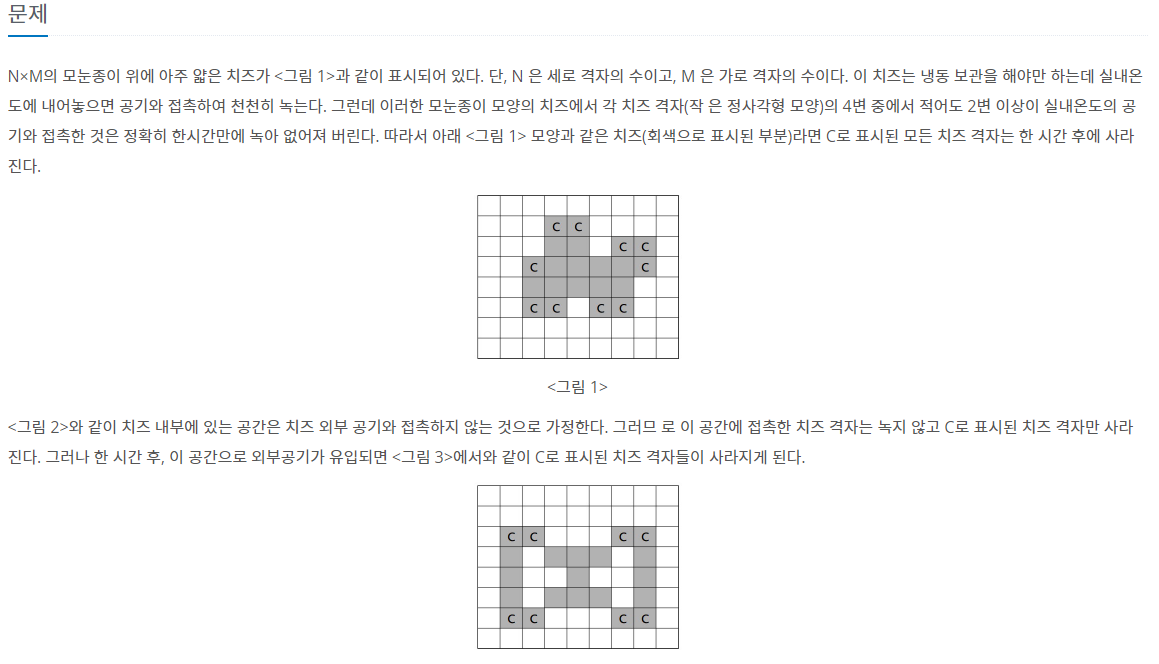 문제
N×M의 모눈종이 위에 아주 얇은 치즈가 <그림 1>과 같이 표시되어 있다. 단, N 은 세로 격자의 수이고, M 은 가로 격자의 수이다. 이 치즈는 냉동 보관을 해야만 하는데 실내온
도에 내어놓으면 공기와 접촉하여 천천히 녹는다. 그런데 이러한 모눈종이 모양의 치즈에서 각 치즈 격자(작 은 정사각형 모양)의 4변 중에서 적어도 2변 이상이 실내온도의 공
기와 접촉한 것은 정확히 한시간만에 녹아 없어져 버린다. 따라서 아래 <그림 1> 모양과 같은 치즈(회색으로 표시된 부분)라면 C로 표시된 모든 치즈 격자는 한 시간 후에 사라
진다.
C C
C C
C C
C C C C
<그림 1>
<그림 2>와 같이 치즈 내부에 있는 공간은 치즈 외부 공기와 접촉하지 않는 것으로 가정한다. 그러므 로 이 공간에 접촉한 치즈 격자는 녹지 않고 C로 표시된 치즈 격자만 사라
진다. 그러나 한 시간 후, 이 공간으로 외부공기가 유입되면 <그림 3>에서와 같이 C로 표시된 치즈 격자들이 사라지게 된다.
C C C C
C C C C